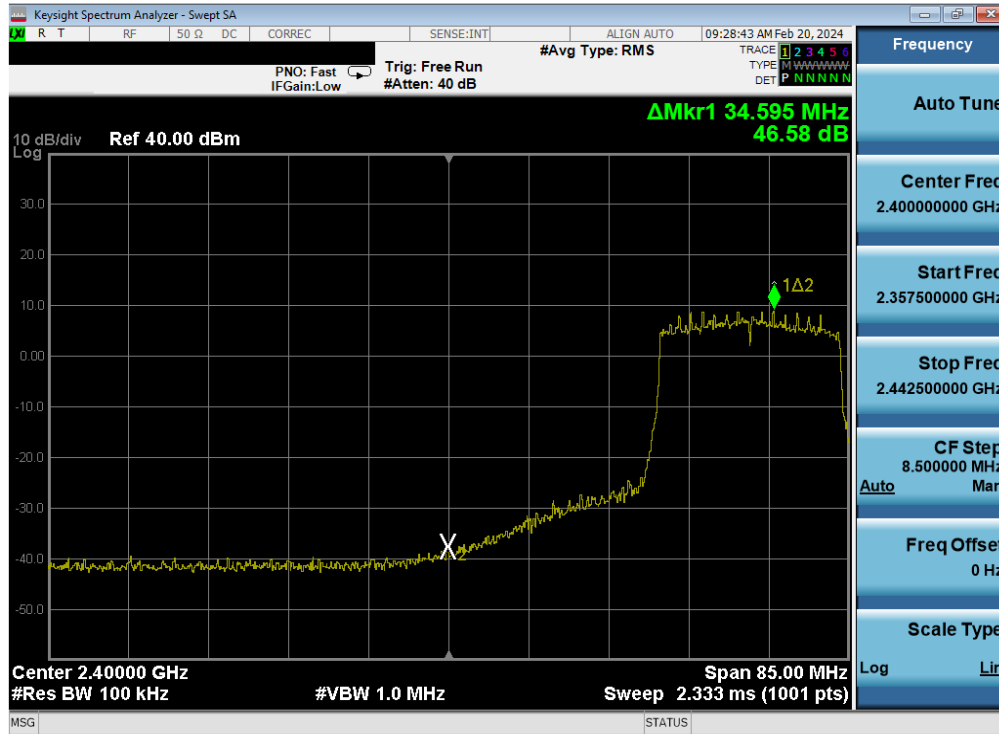 Keysight Spectrum Analyzer - Swept SA
LXI R T RF 50 Ω DC CORREC SENSE:INT ALIGN AUTO 09:28:43 AM Feb 20, 2024
#Avg Type: RMS
TRACE 1 2 3 4 5 6
TYPE M W W W W W
DET P N N N N N
PNO: Fast
IFGain:Low
Trig: Free Run
#Atten: 40 dB
ΔMkr1 34.595 MHz
46.58 dB
10 dB/div
Log
Ref 40.00 dBm
30.0
20.0
10.0
0.00
-10.0
-20.0
-30.0
-40.0
-50.0
1Δ2
X2
Center 2.40000 GHz
Span 85.00 MHz
#Res BW 100 kHz
#VBW 1.0 MHz
Sweep 2.333 ms (1001 pts)
MSG
STATUS
Frequency
Auto Tune
Center Freq
2.400000000 GHz
Start Freq
2.357500000 GHz
Stop Freq
2.442500000 GHz
CF Step
8.500000 MHz
Auto Man
Freq Offset
0 Hz
Scale Type
Log Lin